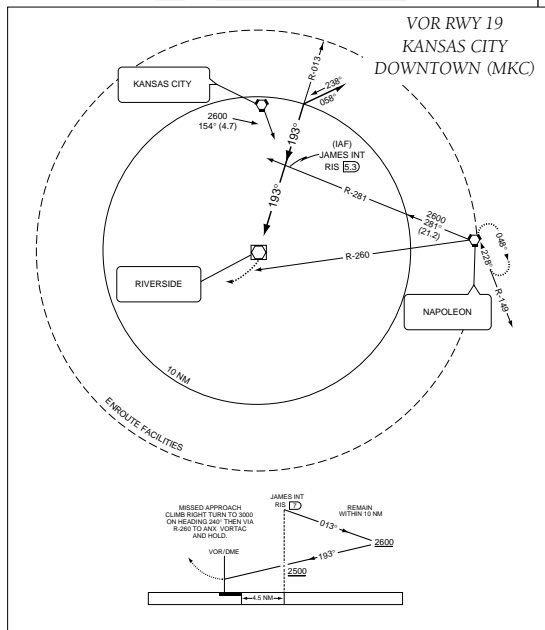 VOR RWY 19
KANSAS CITY
DOWNTOWN (MKC)
KANSAS CITY
R-013
238°
058°
2600
154° (4.7)
193°
(IAF)
JAMES INT
RIS 5.3
193°
R-281
2600
281°
(21.2)
048°
228°
R-260
R-149
RIVERSIDE
NAPOLEON
10 NM
ENROUTE FACILITIES
MISSED APPROACH
CLIMB RIGHT TURN TO 3000
ON HEADING 240° THEN VIA
R-260 TO ANX VORTAC
AND HOLD.
JAMES INT
RIS 7
REMAIN
WITHIN 10 NM
013°
2600
VOR/DME
193°
2500
4.5 NM